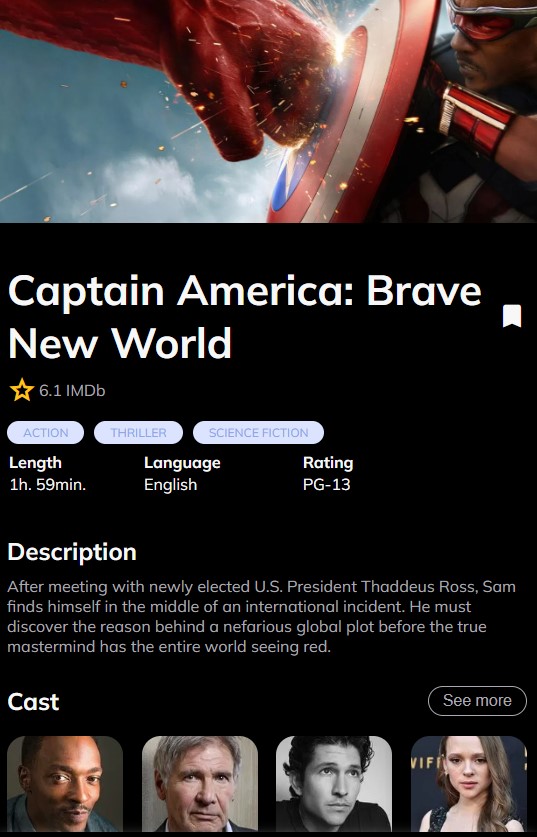 Captain America: Brave
New World
6.1 IMDb
ACTION THRILLER SCIENCE FICTION
Length Language Rating
1h. 59min. English PG-13
Description
After meeting with newly elected U.S. President Thaddeus Ross, Sam
finds himself in the middle of an international incident. He must
discover the reason behind a nefarious global plot before the true
mastermind has the entire world seeing red.
Cast See more